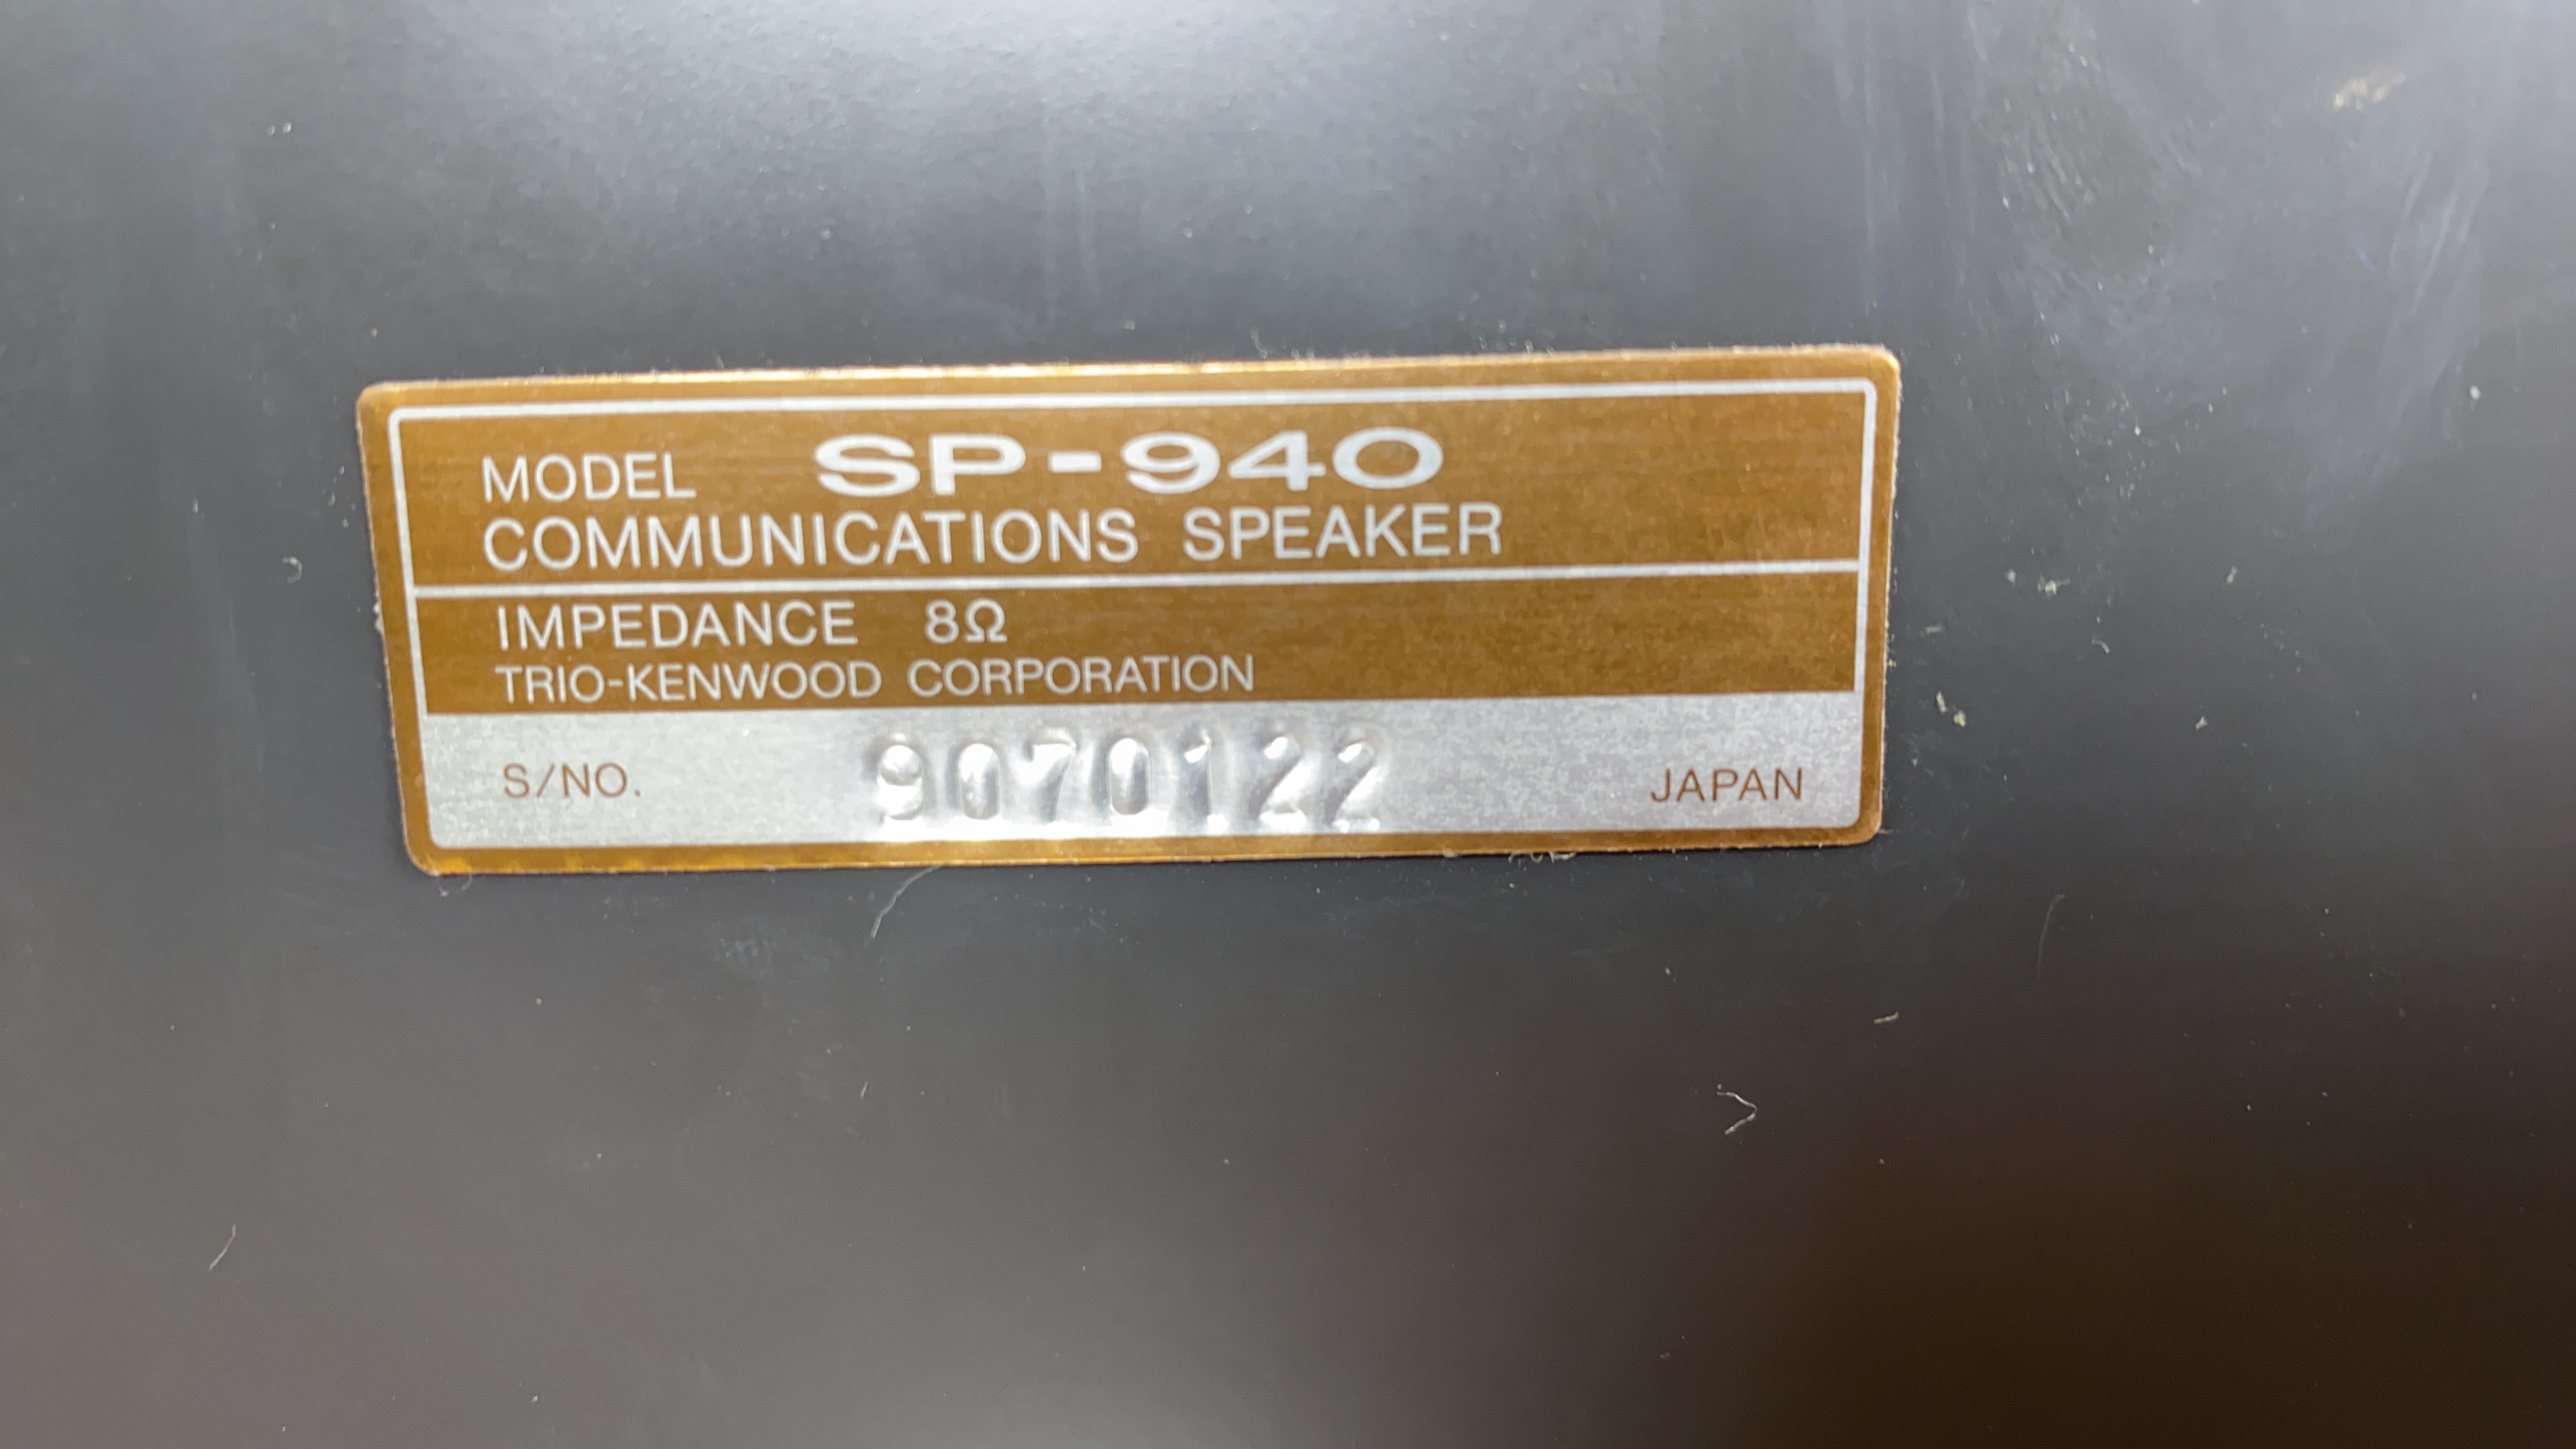 MODEL SP-940
COMMUNICATIONS SPEAKER
IMPEDANCE 8Ω
TRIO-KENWOOD CORPORATION
S/NO. 9070122 JAPAN